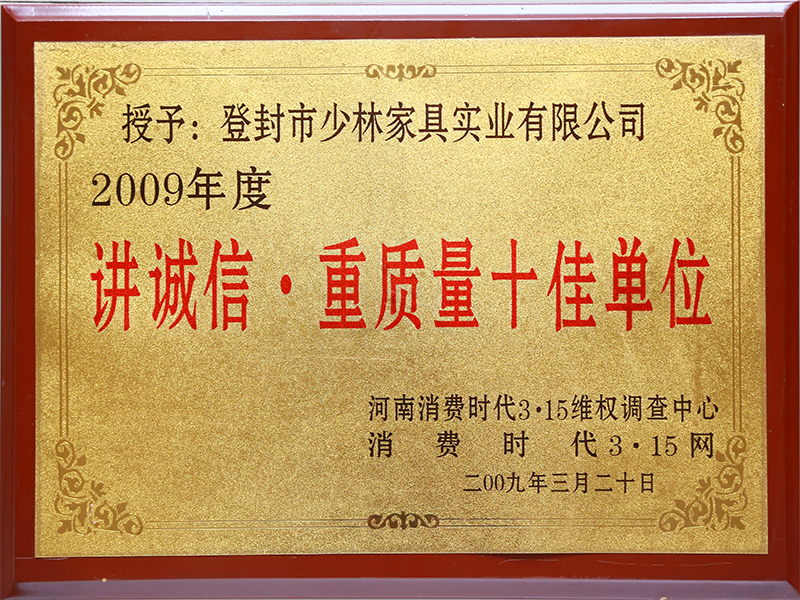 授予：登封市少林家具实业有限公司
2009年度
讲诚信·重质量十佳单位
河南消费时代3·15维权调查中心
消费时代3·15网
二00九年三月二十日